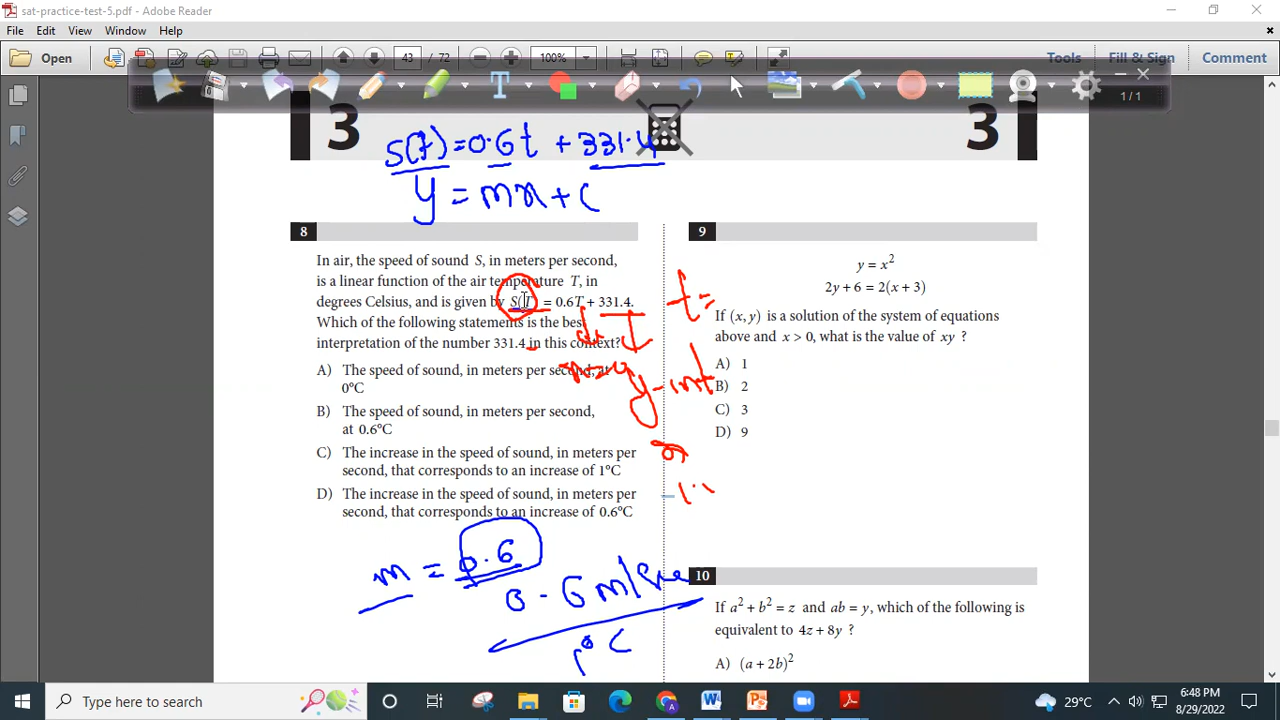 sat-practice-test-5.pdf - Adobe Reader
File Edit View Window Help
Open 43 / 72 100% Tools Fill & Sign Comment
1/1
3 3
S(t) = 0.6t + 331.4
y = mx + c
8
In air, the speed of sound S, in meters per second,
is a linear function of the air temperature T, in
degrees Celsius, and is given by S(T) = 0.6T + 331.4.
Which of the following statements is the best
interpretation of the number 331.4 in this context?
A) The speed of sound, in meters per second, at
0°C
B) The speed of sound, in meters per second,
at 0.6°C
C) The increase in the speed of sound, in meters per
second, that corresponds to an increase of 1°C
D) The increase in the speed of sound, in meters per
second, that corresponds to an increase of 0.6°C
t =
y-int
m = 0.6
1°C
9
y = x²
2y + 6 = 2(x + 3)
If (x, y) is a solution of the system of equations
above and x > 0, what is the value of xy ?
A) 1
B) 2
C) 3
D) 9
10
If a² + b² = z and ab = y, which of the following is
equivalent to 4z + 8y ?
A) (a + 2b)²
Type here to search
29°C
6:48 PM
8/29/2022